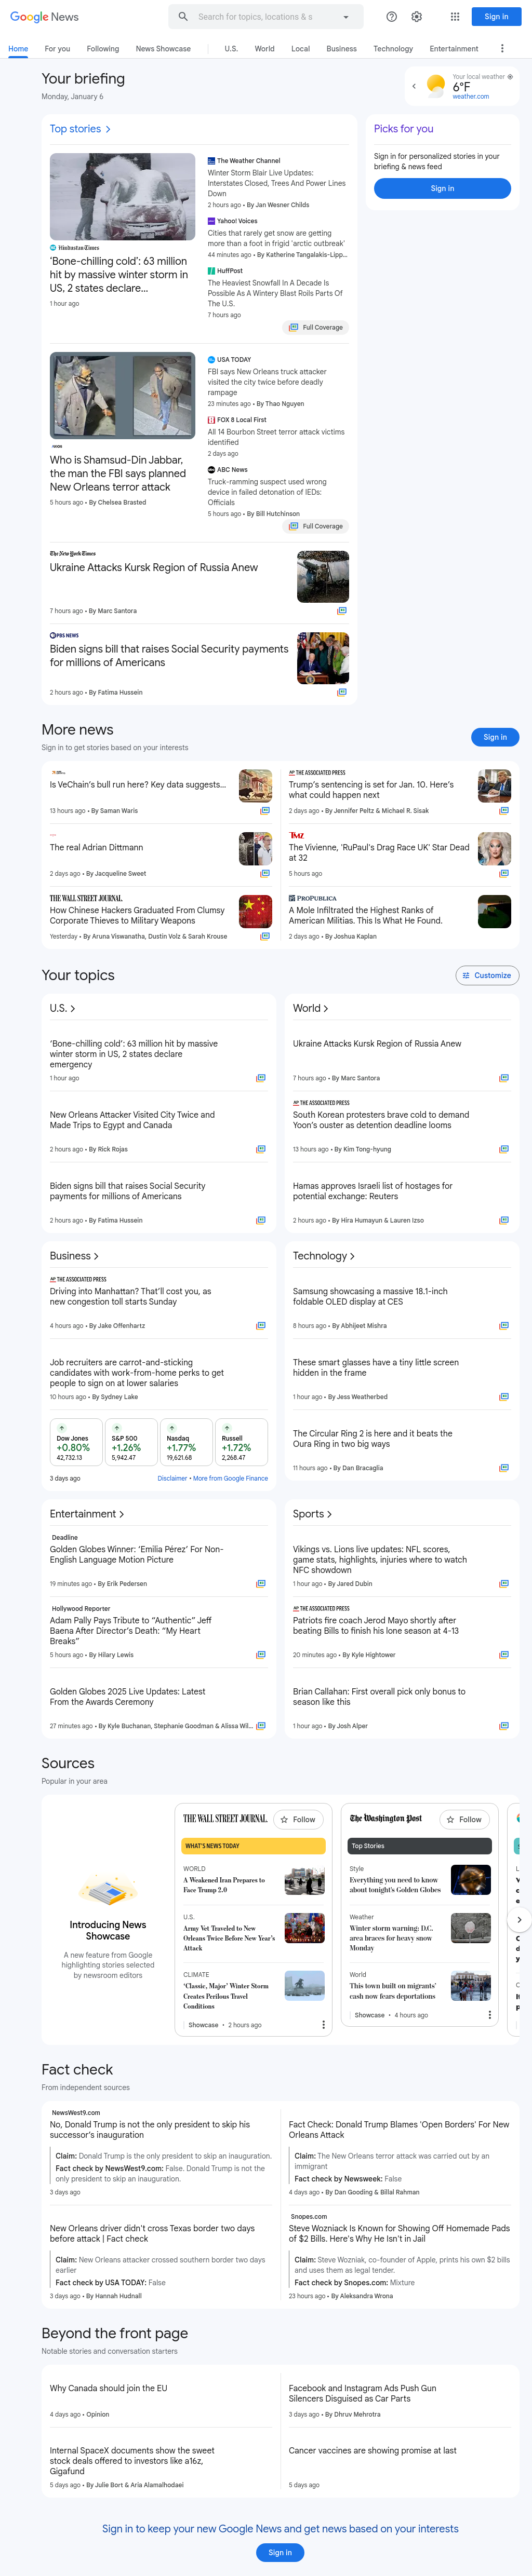 Google News
Search for topics, locations & s
Sign in
Home
For you
Following
News Showcase
U.S.
World
Local
Business
Technology
Entertainment
Your briefing
Monday, January 6
Your local weather
6°F
weather.com
Top stories
Hindustan Times
‘Bone-chilling cold’: 63 million
hit by massive winter storm in
US, 2 states declare...
1 hour ago
The Weather Channel
Winter Storm Blair Live Updates:
Interstates Closed, Trees And Power Lines
Down
2 hours ago • By Jan Wesner Childs
Yahoo! Voices
Cities that rarely get snow are getting
more than a foot in frigid 'arctic outbreak'
44 minutes ago • By Katherine Tangalakis-Lipp...
HuffPost
The Heaviest Snowfall In A Decade Is
Possible As A Wintery Blast Roils Parts Of
The U.S.
7 hours ago
Full Coverage
Who is Shamsud-Din Jabbar,
the man the FBI says planned
New Orleans terror attack
5 hours ago • By Chelsea Brasted
USA TODAY
FBI says New Orleans truck attacker
visited the city twice before deadly
rampage
23 minutes ago • By Thao Nguyen
FOX 8 Local First
All 14 Bourbon Street terror attack victims
identified
2 days ago
ABC News
Truck-ramming suspect used wrong
device in failed detonation of IEDs:
Officials
5 hours ago • By Bill Hutchinson
Full Coverage
The New York Times
Ukraine Attacks Kursk Region of Russia Anew
7 hours ago • By Marc Santora
PBS NEWS
Biden signs bill that raises Social Security payments
for millions of Americans
2 hours ago • By Fatima Hussein
Picks for you
Sign in for personalized stories in your
briefing & news feed
Sign in
More news
Sign in to get stories based on your interests
Sign in
Is VeChain’s bull run here? Key data suggests...
13 hours ago • By Saman Waris
The real Adrian Dittmann
2 days ago • By Jacqueline Sweet
THE WALL STREET JOURNAL.
How Chinese Hackers Graduated From Clumsy
Corporate Thieves to Military Weapons
Yesterday • By Aruna Viswanatha, Dustin Volz & Sarah Krouse
AP THE ASSOCIATED PRESS
Trump’s sentencing is set for Jan. 10. Here’s
what could happen next
2 days ago • By Jennifer Peltz & Michael R. Sisak
TMZ
The Vivienne, 'RuPaul's Drag Race UK' Star Dead
at 32
5 hours ago
PROPUBLICA
A Mole Infiltrated the Highest Ranks of
American Militias. This Is What He Found.
2 days ago • By Joshua Kaplan
Your topics
Customize
U.S.
‘Bone-chilling cold’: 63 million hit by massive
winter storm in US, 2 states declare
emergency
1 hour ago
New Orleans Attacker Visited City Twice and
Made Trips to Egypt and Canada
2 hours ago • By Rick Rojas
Biden signs bill that raises Social Security
payments for millions of Americans
2 hours ago • By Fatima Hussein
World
Ukraine Attacks Kursk Region of Russia Anew
7 hours ago • By Marc Santora
AP THE ASSOCIATED PRESS
South Korean protesters brave cold to demand
Yoon’s ouster as detention deadline looms
13 hours ago • By Kim Tong-hyung
Hamas approves Israeli list of hostages for
potential exchange: Reuters
2 hours ago • By Hira Humayun & Lauren Izso
Business
AP THE ASSOCIATED PRESS
Driving into Manhattan? That’ll cost you, as
new congestion toll starts Sunday
4 hours ago • By Jake Offenhartz
Job recruiters are carrot-and-sticking
candidates with work-from-home perks to get
people to sign on at lower salaries
10 hours ago • By Sydney Lake
Dow Jones
+0.80%
42,732.13
S&P 500
+1.26%
5,942.47
Nasdaq
+1.77%
19,621.68
Russell
+1.72%
2,268.47
3 days ago
Disclaimer • More from Google Finance
Technology
Samsung showcasing a massive 18.1-inch
foldable OLED display at CES
8 hours ago • By Abhijeet Mishra
These smart glasses have a tiny little screen
hidden in the frame
1 hour ago • By Jess Weatherbed
The Circular Ring 2 is here and it beats the
Oura Ring in two big ways
11 hours ago • By Dan Bracaglia
Entertainment
Deadline
Golden Globes Winner: ‘Emilia Pérez’ For Non-
English Language Motion Picture
19 minutes ago • By Erik Pedersen
Hollywood Reporter
Adam Pally Pays Tribute to “Authentic” Jeff
Baena After Director’s Death: “My Heart
Breaks”
5 hours ago • By Hilary Lewis
Golden Globes 2025 Live Updates: Latest
From the Awards Ceremony
27 minutes ago • By Kyle Buchanan, Stephanie Goodman & Alissa Wil...
Sports
Vikings vs. Lions live updates: NFL scores,
game stats, highlights, injuries where to watch
NFC showdown
1 hour ago • By Jared Dubin
AP THE ASSOCIATED PRESS
Patriots fire coach Jerod Mayo shortly after
beating Bills to finish his lone season at 4-13
20 minutes ago • By Kyle Hightower
Brian Callahan: First overall pick only bonus to
season like this
1 hour ago • By Josh Alper
Sources
Popular in your area
Introducing News
Showcase
A new feature from Google
highlighting stories selected
by newsroom editors
THE WALL STREET JOURNAL.
Follow
WHAT'S NEWS TODAY
WORLD
A Weakened Iran Prepares to
Face Trump 2.0
U.S.
Army Vet Traveled to New
Orleans Twice Before New Year’s
Attack
CLIMATE
‘Classic, Major’ Winter Storm
Creates Perilous Travel
Conditions
Showcase • 2 hours ago
The Washington Post
Follow
Top Stories
Style
Everything you need to know
about tonight’s Golden Globes
Weather
Winter storm warning: D.C.
area braces for heavy snow
Monday
World
This town built on migrants’
cash now fears deportations
Showcase • 4 hours ago
Fact check
From independent sources
NewsWest9.com
No, Donald Trump is not the only president to skip his
successor’s inauguration
Claim: Donald Trump is the only president to skip an inauguration.
Fact check by NewsWest9.com: False. Donald Trump is not the
only president to skip an inauguration.
3 days ago
New Orleans driver didn't cross Texas border two days
before attack | Fact check
Claim: New Orleans attacker crossed southern border two days
earlier
Fact check by USA TODAY: False
3 days ago • By Hannah Hudnall
Fact Check: Donald Trump Blames 'Open Borders' For New
Orleans Attack
Claim: The New Orleans terror attack was carried out by an
immigrant
Fact check by Newsweek: False
4 days ago • By Dan Gooding & Billal Rahman
Snopes.com
Steve Wozniack Is Known for Showing Off Homemade Pads
of $2 Bills. Here's Why He Isn't in Jail
Claim: Steve Wozniak, co-founder of Apple, prints his own $2 bills
and uses them as legal tender.
Fact check by Snopes.com: Mixture
23 hours ago • By Aleksandra Wrona
Beyond the front page
Notable stories and conversation starters
Why Canada should join the EU
4 days ago • Opinion
Internal SpaceX documents show the sweet
stock deals offered to investors like a16z,
Gigafund
5 days ago • By Julie Bort & Aria Alamalhodaei
Facebook and Instagram Ads Push Gun
Silencers Disguised as Car Parts
3 days ago • By Dhruv Mehrotra
Cancer vaccines are showing promise at last
5 days ago
Sign in to keep your new Google News and get news based on your interests
Sign in